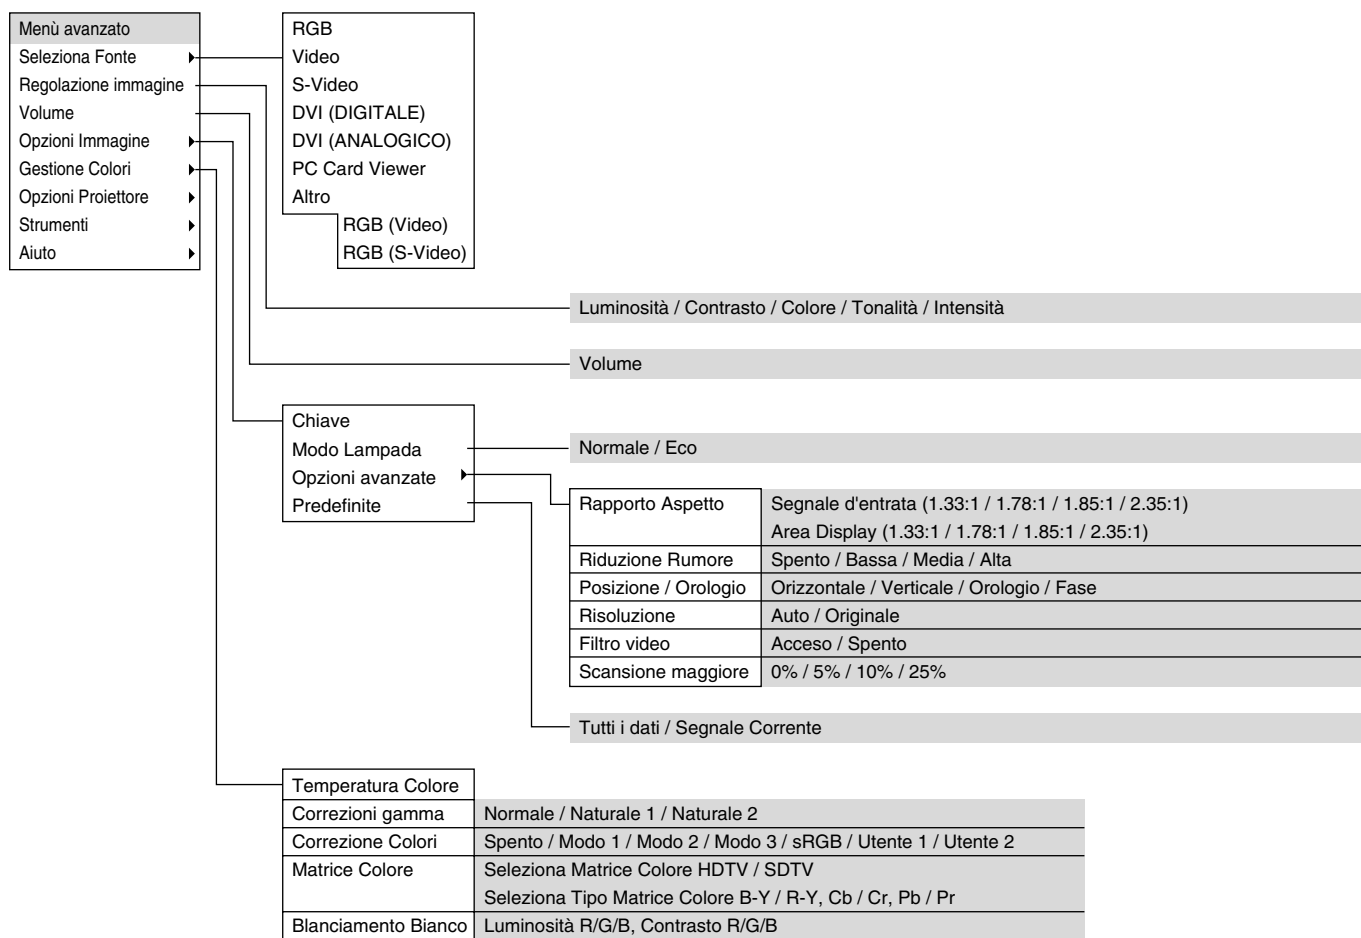 Menù avanzato
Seleziona Fonte
Regolazione immagine
Volume
Opzioni Immagine
Gestione Colori
Opzioni Proiettore
Strumenti
Aiuto
RGB
Video
S-Video
DVI (DIGITALE)
DVI (ANALOGICO)
PC Card Viewer
Altro
RGB (Video)
RGB (S-Video)
Luminosità / Contrasto / Colore / Tonalità / Intensità
Volume
Chiave
Modo Lampada
Opzioni avanzate
Predefinite
Normale / Eco
Rapporto Aspetto
Segnale d'entrata (1.33:1 / 1.78:1 / 1.85:1 / 2.35:1)
Area Display (1.33:1 / 1.78:1 / 1.85:1 / 2.35:1)
Riduzione Rumore
Spento / Bassa / Media / Alta
Posizione / Orologio
Orizzontale / Verticale / Orologio / Fase
Risoluzione
Auto / Originale
Filtro video
Acceso / Spento
Scansione maggiore
0% / 5% / 10% / 25%
Tutti i dati / Segnale Corrente
Temperatura Colore
Correzioni gamma
Normale / Naturale 1 / Naturale 2
Correzione Colori
Spento / Modo 1 / Modo 2 / Modo 3 / sRGB / Utente 1 / Utente 2
Matrice Colore
Seleziona Matrice Colore HDTV / SDTV
Seleziona Tipo Matrice Colore B-Y / R-Y, Cb / Cr, Pb / Pr
Blanciamento Bianco
Luminosità R/G/B, Contrasto R/G/B